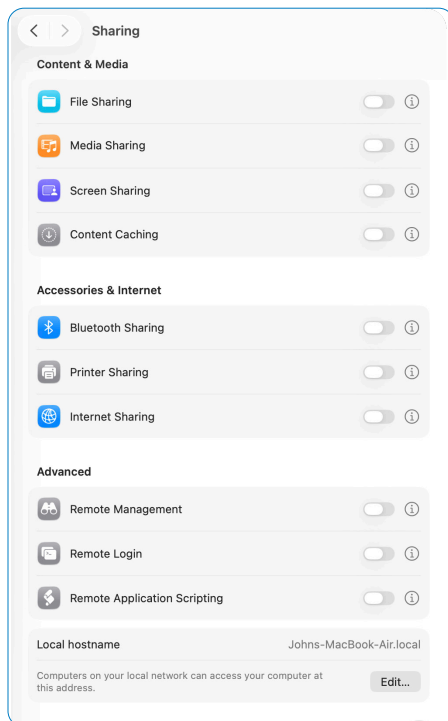 Sharing
Content & Media
File Sharing
Media Sharing
Screen Sharing
Content Caching
Accessories & Internet
Bluetooth Sharing
Printer Sharing
Internet Sharing
Advanced
Remote Management
Remote Login
Remote Application Scripting
Local hostname Johns-MacBook-Air.local
Computers on your local network can access your computer at
this address.
Edit...